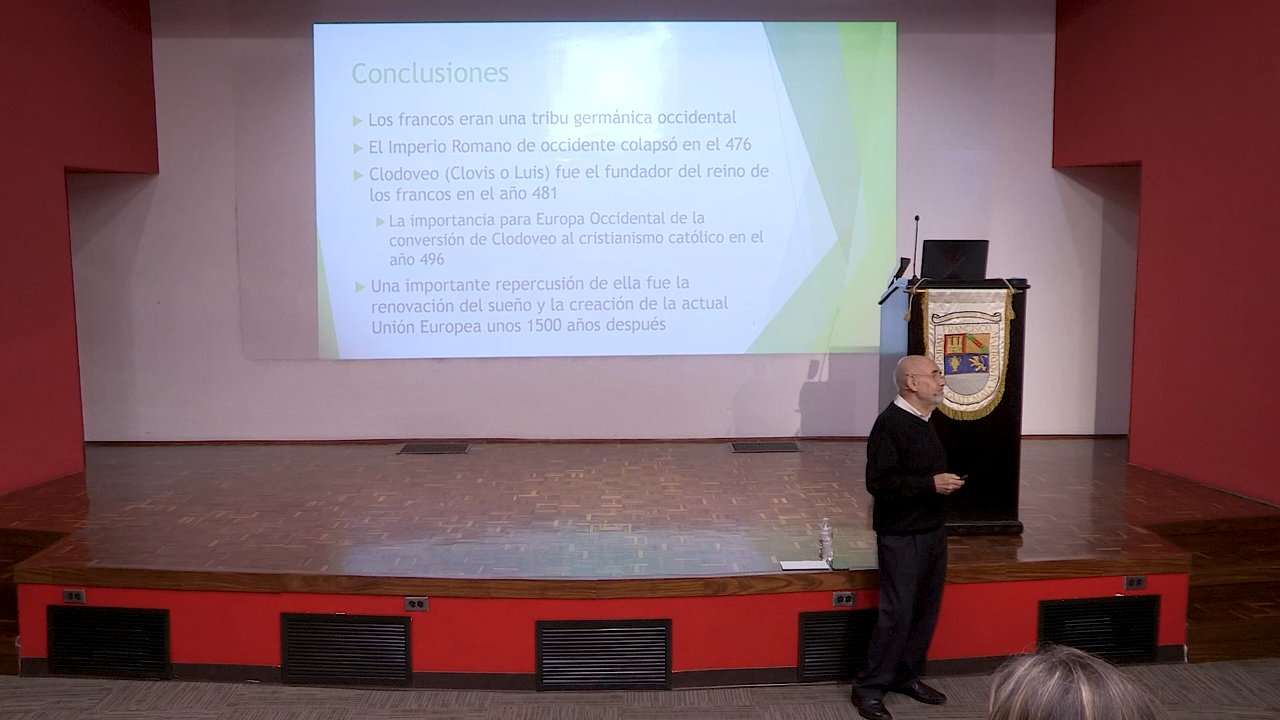 Conclusiones
Los francos eran una tribu germánica occidental
El Imperio Romano de occidente colapsó en el 476
Clodoveo (Clovis o Luis) fue el fundador del reino de
los francos en el año 481
La importancia para Europa Occidental de la
conversión de Clodoveo al cristianismo católico en el
año 496
Una importante repercusión de ella fue la
renovación del sueño y la creación de la actual
Unión Europea unos 1500 años después
FRANCISCO